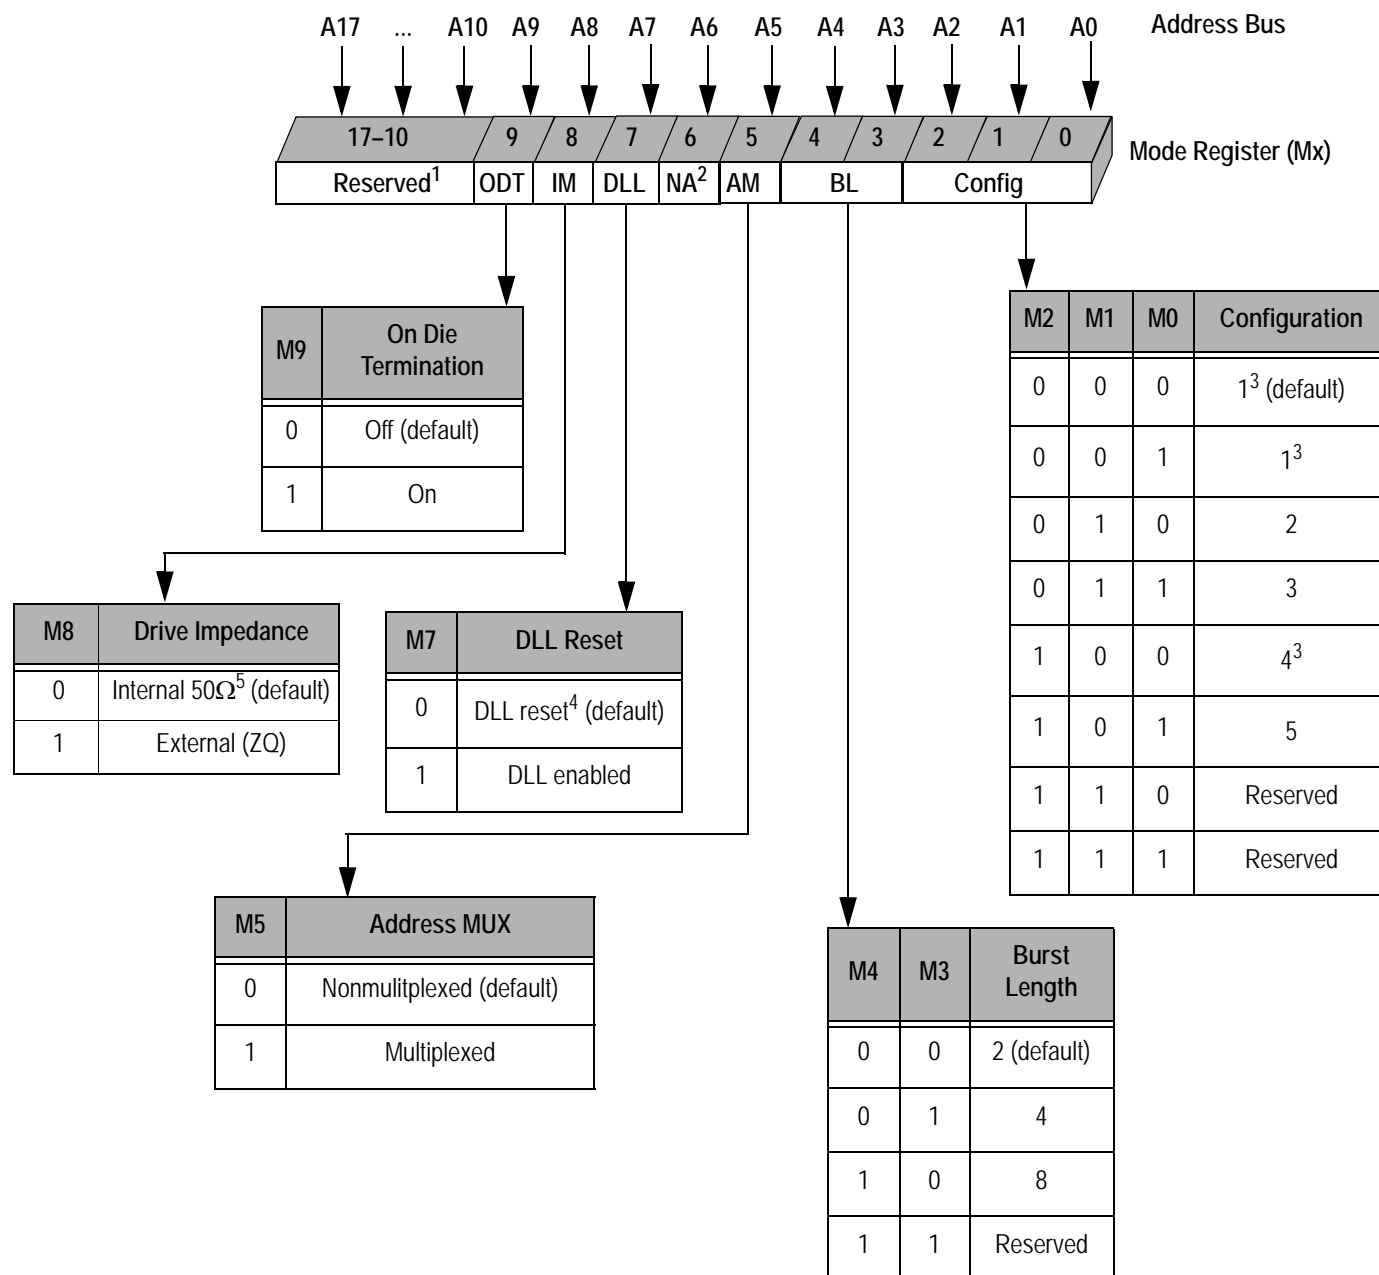 A17 ... A10 A9 A8 A7 A6 A5 A4 A3 A2 A1 A0 Address Bus
17–10 9 8 7 6 5 4 3 2 1 0 Mode Register (Mx)
Reserved1 ODT IM DLL NA2 AM BL Config
M9 On Die
Termination
0 Off (default)
1 On
M2 M1 M0 Configuration
0 0 0 13 (default)
0 0 1 13
0 1 0 2
0 1 1 3
1 0 0 43
1 0 1 5
1 1 0 Reserved
1 1 1 Reserved
M8 Drive Impedance
0 Internal 50Ω5 (default)
1 External (ZQ)
M7 DLL Reset
0 DLL reset4 (default)
1 DLL enabled
M5 Address MUX
0 Nonmulitplexed (default)
1 Multiplexed
M4 M3 Burst
Length
0 0 2 (default)
0 1 4
1 0 8
1 1 Reserved